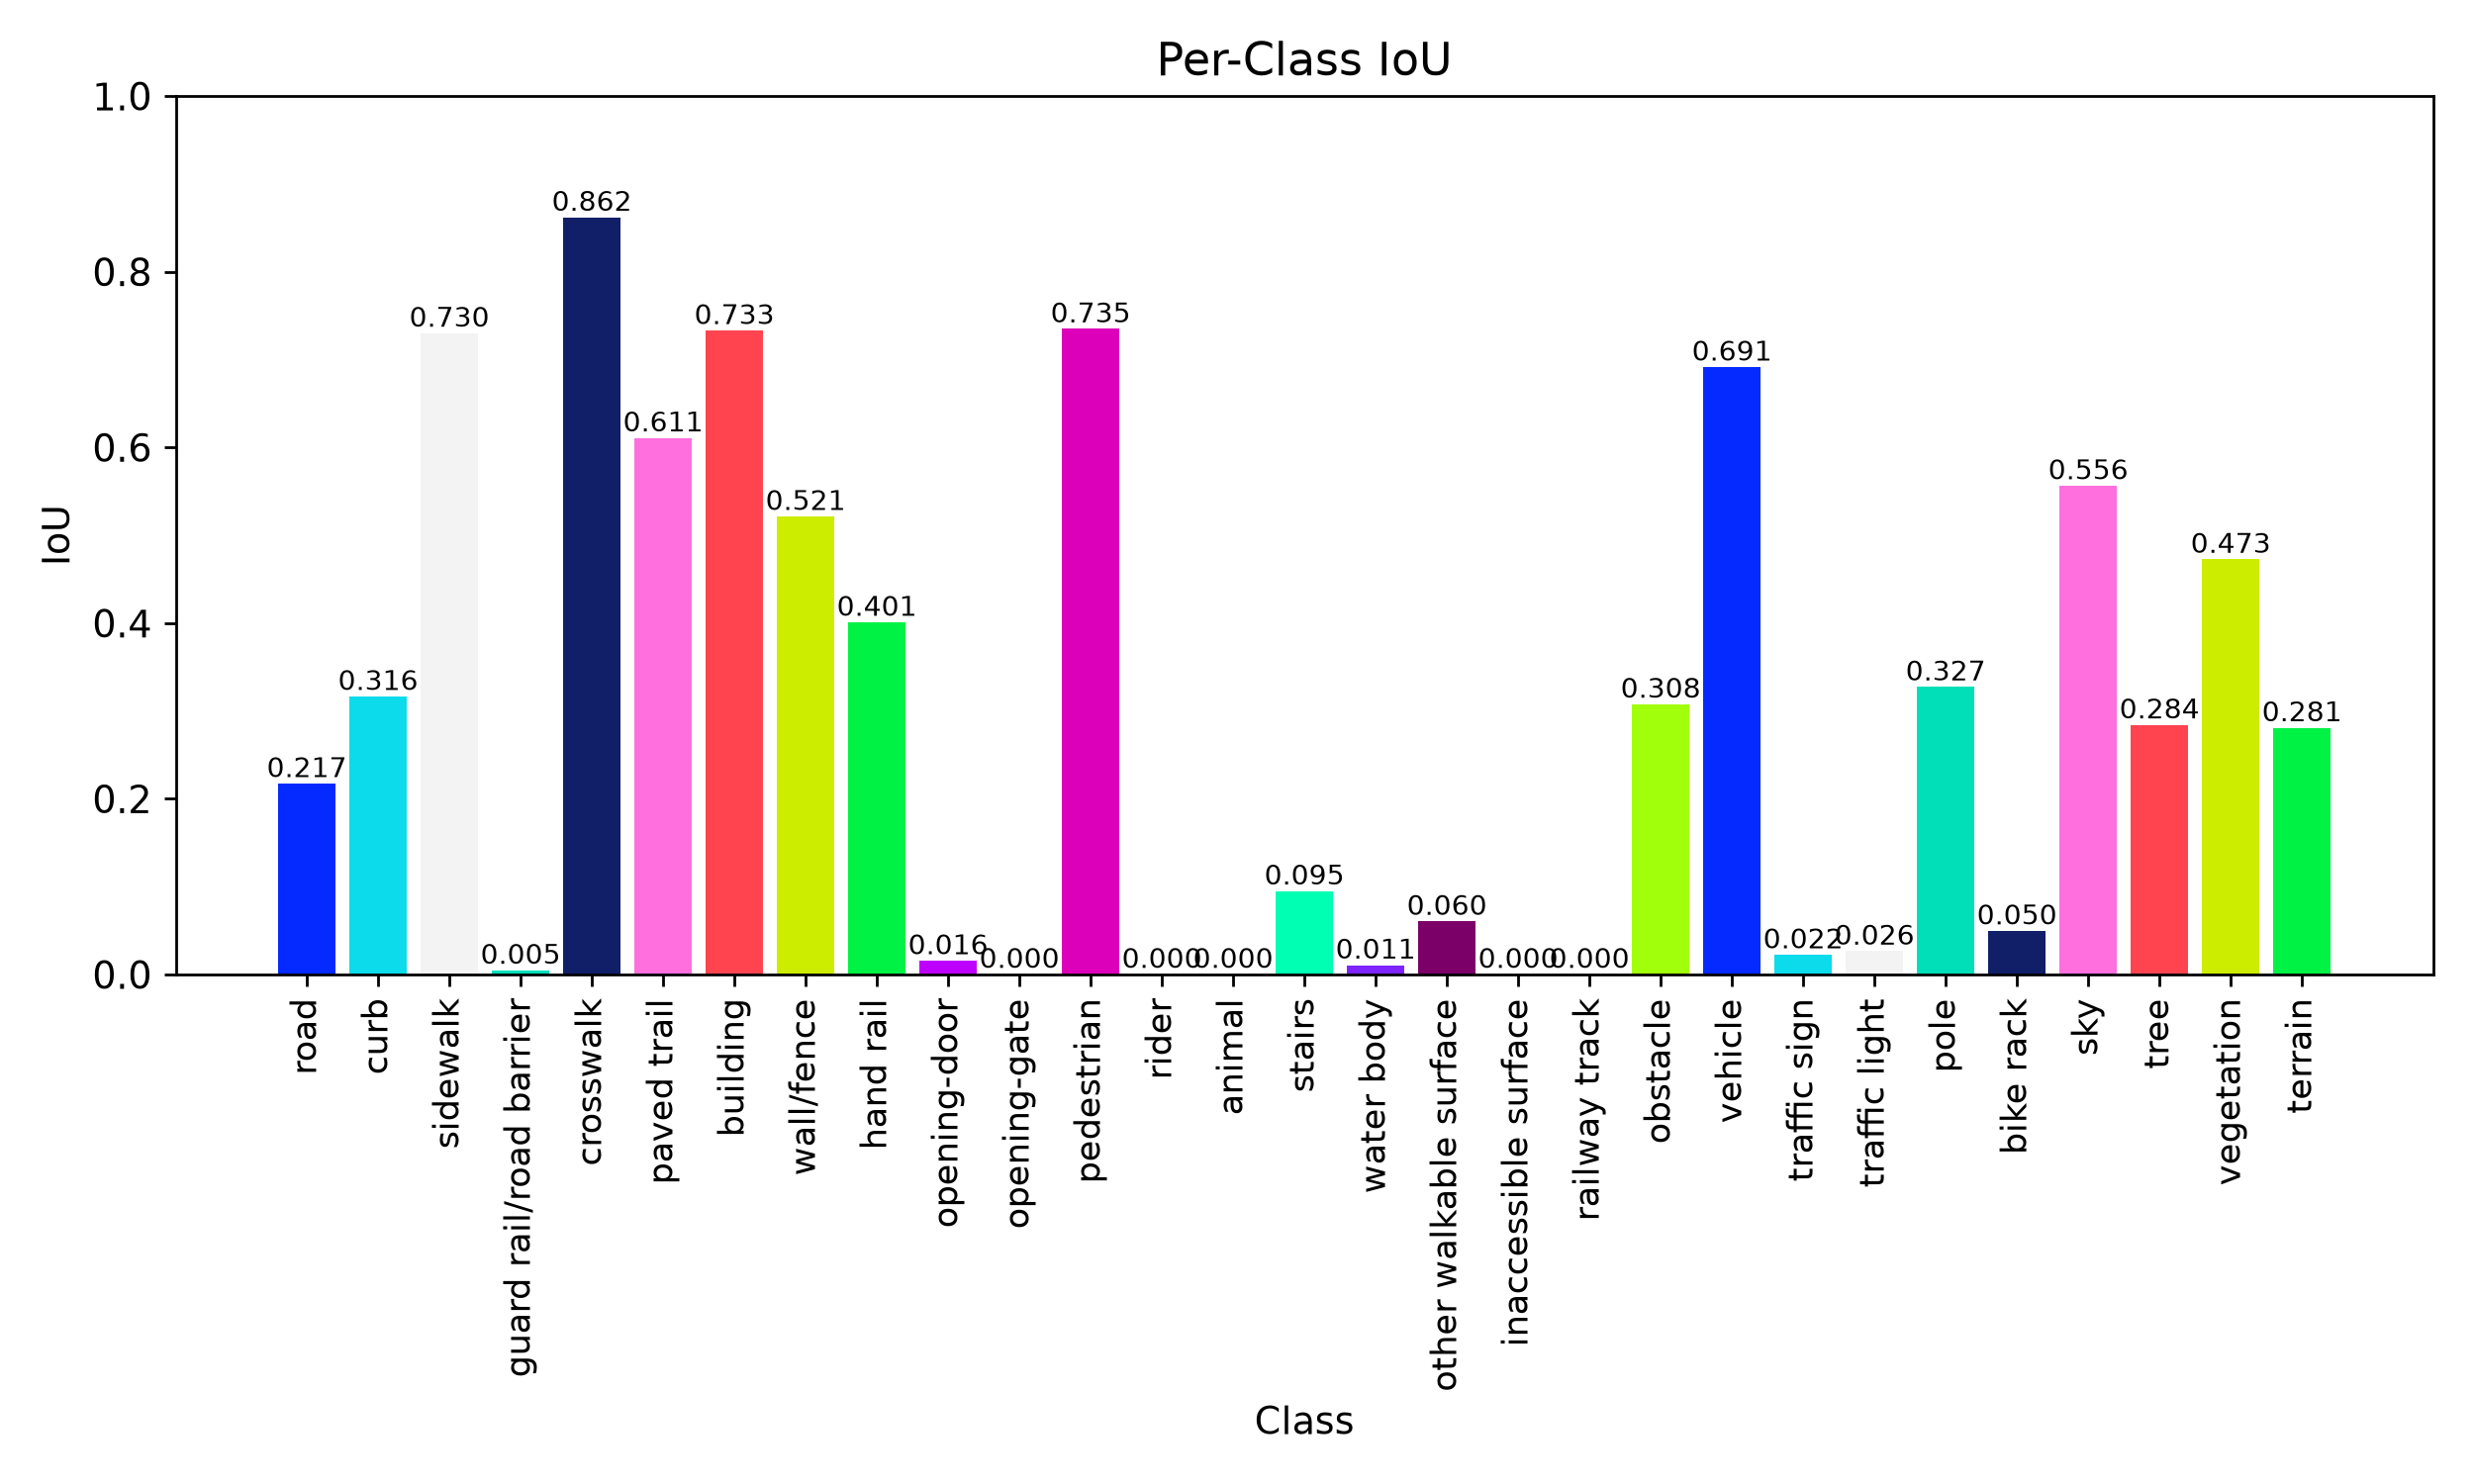 Per-Class IoU
1.0
0.8
0.6
0.4
0.2
0.0
IoU
0.217
0.316
0.730
0.005
0.862
0.611
0.733
0.521
0.401
0.016
0.000
0.735
0.000
0.000
0.095
0.011
0.060
0.000
0.000
0.308
0.691
0.022
0.026
0.327
0.050
0.556
0.284
0.473
0.281
road
curb
sidewalk
guard rail/road barrier
crosswalk
paved trail
building
wall/fence
hand rail
opening-door
opening-gate
pedestrian
rider
animal
stairs
water body
other walkable surface
inaccessible surface
railway track
obstacle
vehicle
traffic sign
traffic light
pole
bike rack
sky
tree
vegetation
terrain
Class